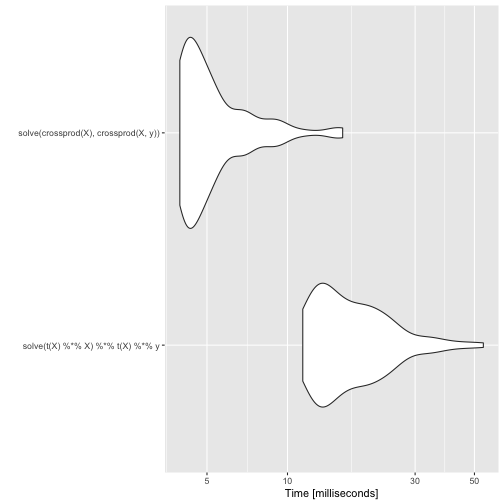 solve(crossprod(X), crossprod(X, y))
solve(t(X) %*% X) %*% t(X) %*% y
5 10 30 50
Time [milliseconds]